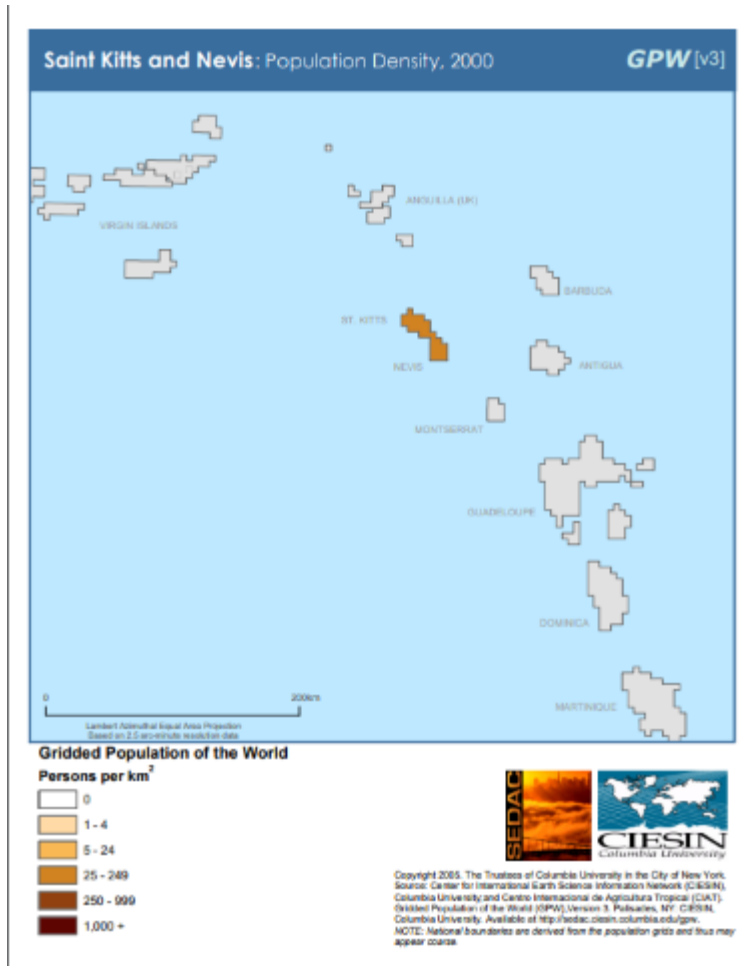 Saint Kitts and Nevis: Population Density, 2000
GPW [v3]
ANGUILLA (UK)
VIRGIN ISLANDS
BARBUDA
ST. KITTS
NEVIS
ANTIGUA
MONTSERRAT
GUADELOUPE
DOMINICA
MARTINIQUE
0 200km
Lambert Azimuthal Equal Area Projection
Based on 2.5 arc-minute resolution data
Gridded Population of the World
Persons per km²
0
1 - 4
5 - 24
25 - 249
250 - 999
1,000 +
SEDAC
CIESIN
Columbia University
Copyright 2005. The Trustees of Columbia University in the City of New York.
Source: Center for International Earth Science Information Network (CIESIN),
Columbia University; and Centro Internacional de Agricultura Tropical (CIAT).
Gridded Population of the World (GPW), Version 3. Palisades, NY: CIESIN,
Columbia University. Available at http://sedac.ciesin.columbia.edu/gpw.
NOTE: National boundaries are derived from the population grids and thus may
appear coarse.